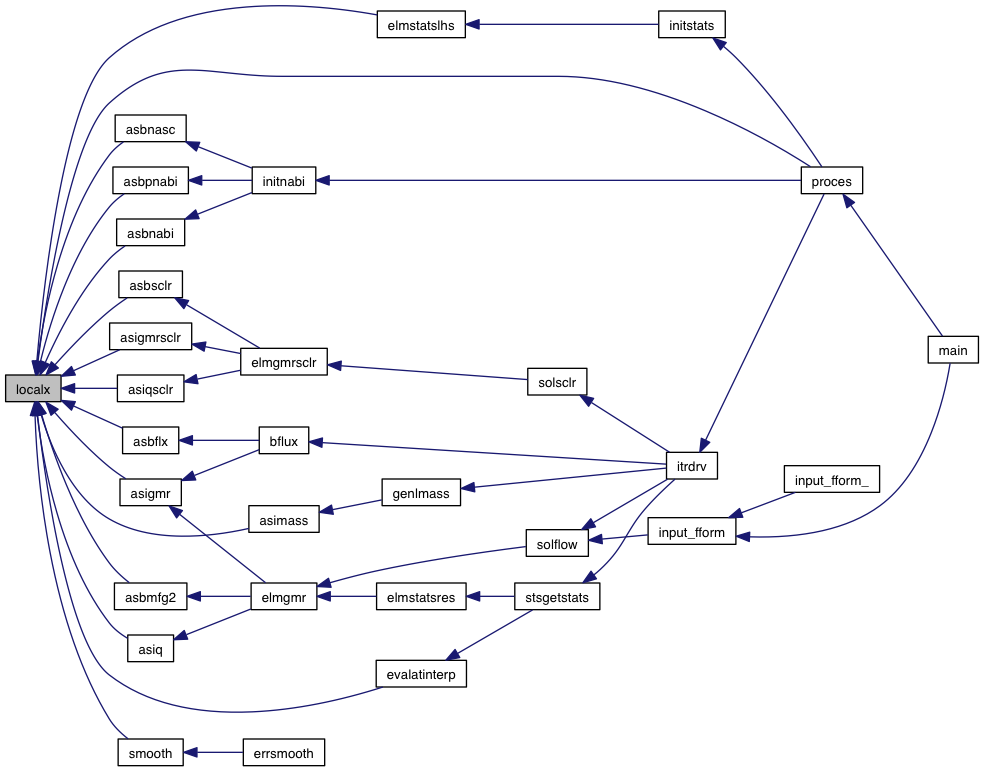 elmstatslhs
initstats
asbnasc
asbpnabi
initnabi
proces
asbnabi
asbsclr
asigmrsclr
elmgmrsclr
main
localx
asiqsclr
solsclr
asbflx
bflux
itrdrv
input_fform_
asigmr
genlmass
asimass
input_fform
solflow
asbmfg2
elmgmr
elmstatsres
stsgetstats
asiq
evalatinterp
smooth
errsmooth